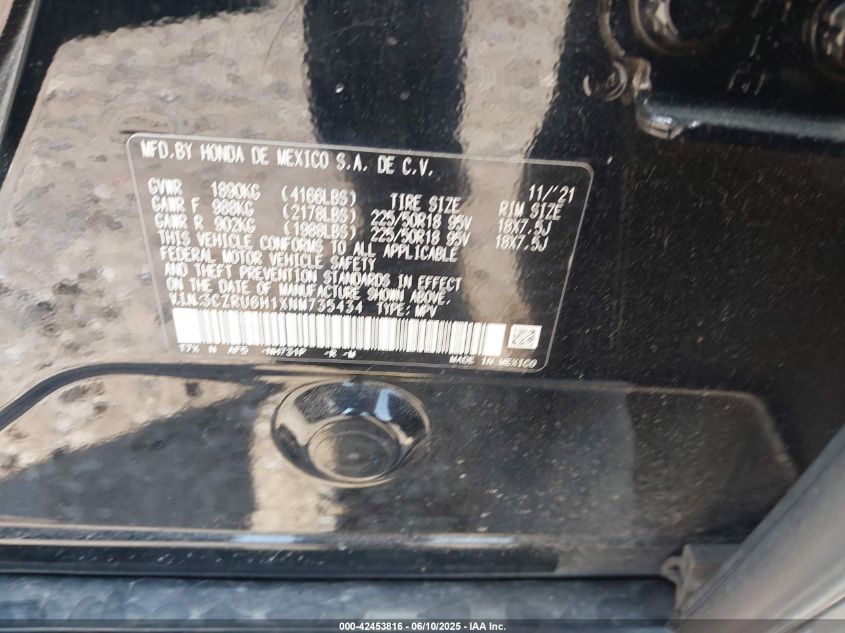 MFD.BY HONDA DE MEXICO S.A. DE C.V.
11/'21
GVWR 1890KG (4166LBS) TIRE SIZE RIM SIZE
GAWR F 988KG (2178LBS) 225/50R18 95V 18X7.5J
GAWR R 902KG (1988LBS) 225/50R18 95V 18X7.5J
THIS VEHICLE CONFORMS TO ALL APPLICABLE
FEDERAL MOTOR VEHICLE SAFETY
AND THEFT PREVENTION STANDARDS IN EFFECT
ON THE DATE OF MANUFACTURE SHOWN ABOVE.
V.I.N.:3CZRU6H1XNM735434 TYPE: MPV
-R -N
MADE IN MEXICO
000-42453816 - 06/10/2025 - IAA Inc.